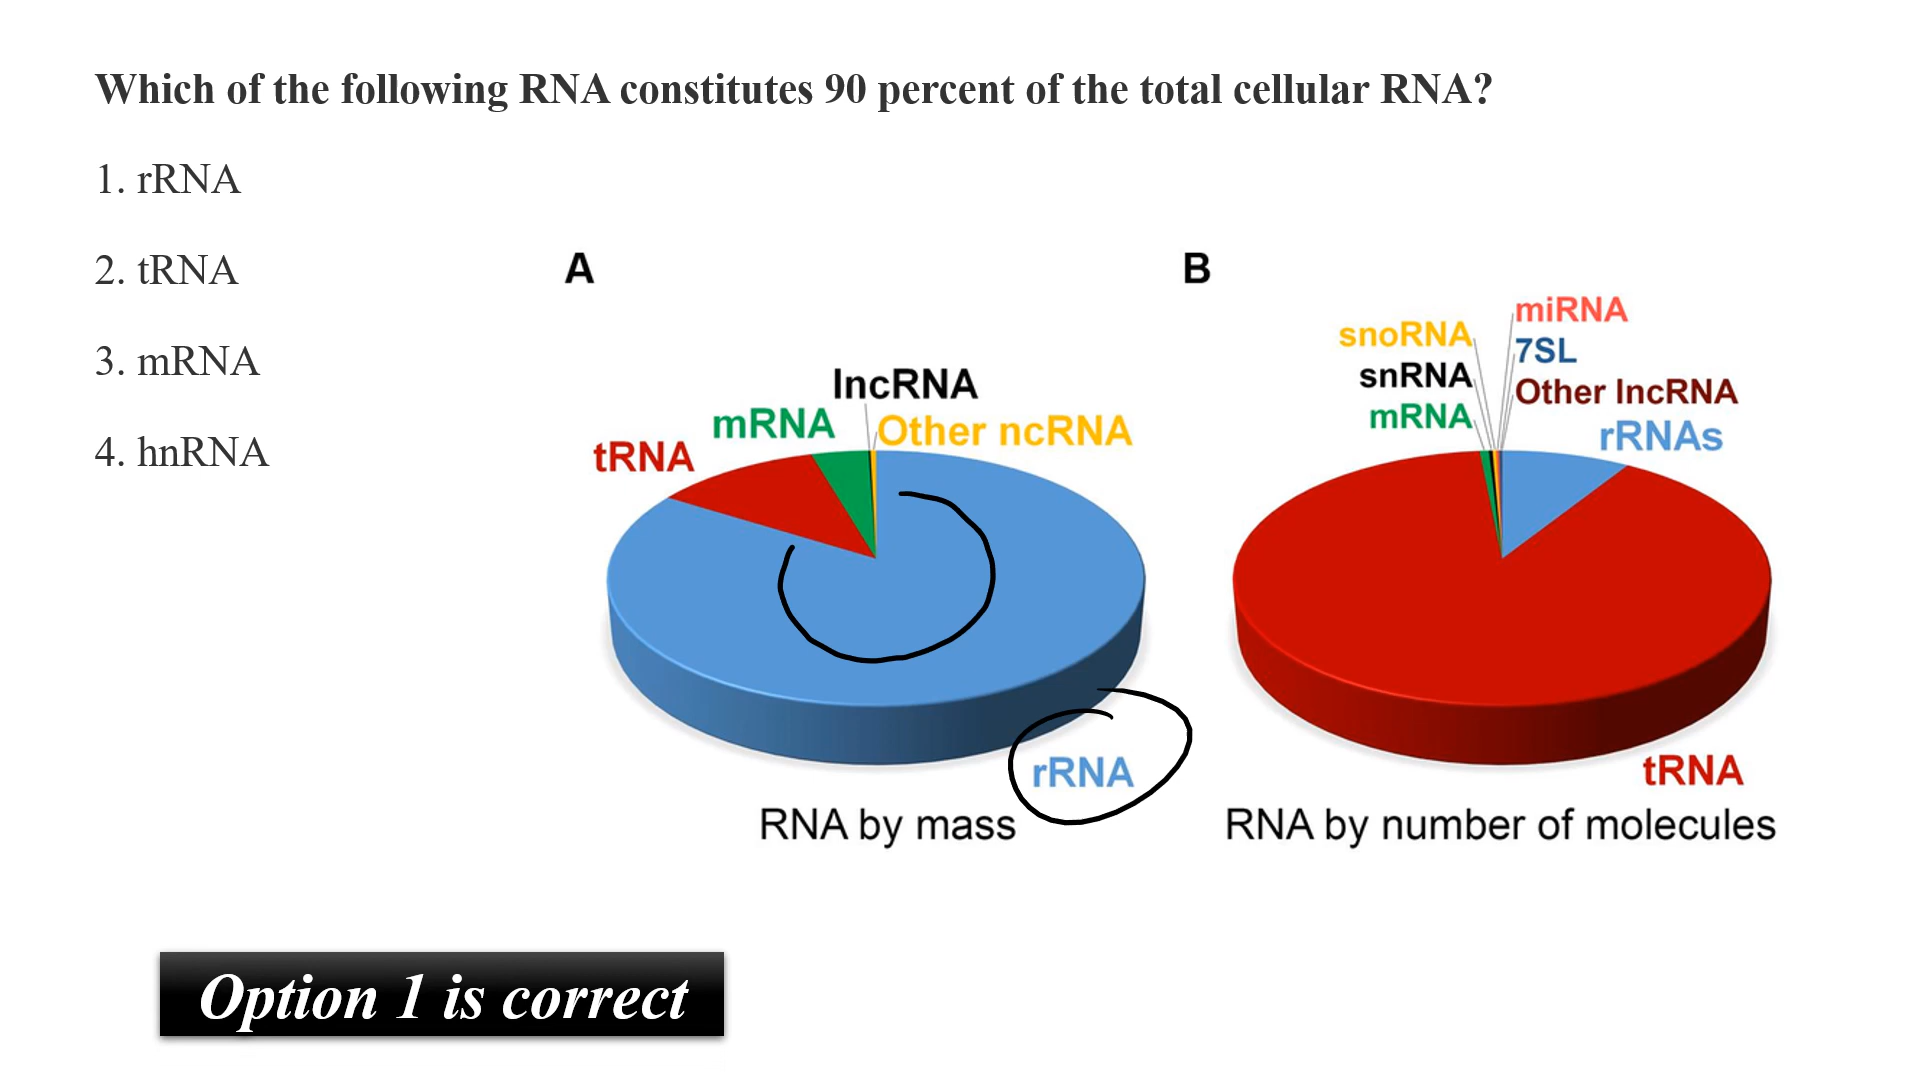 Which of the following RNA constitutes 90 percent of the total cellular RNA?
1. rRNA
2. tRNA
3. mRNA
4. hnRNA
A
lncRNA
mRNA
Other ncRNA
tRNA
rRNA
RNA by mass
B
miRNA
snoRNA
7SL
snRNA
Other lncRNA
mRNA
rRNAs
tRNA
RNA by number of molecules
Option 1 is correct